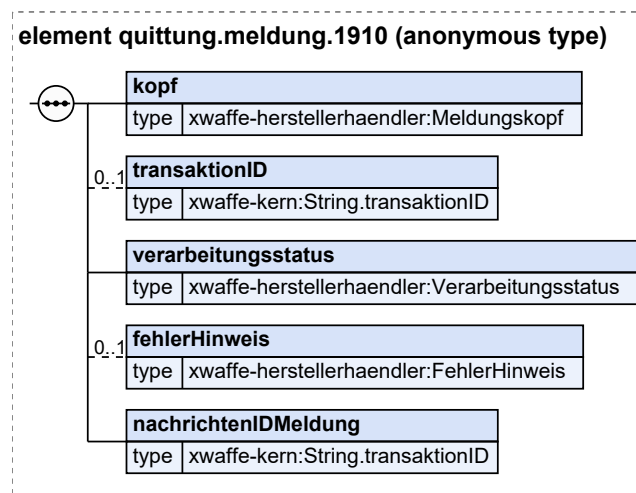 element quittung.meldung.1910 (anonymous type)
kopf
type xwaffe-herstellerhaendler:Meldungskopf
0..1
transaktionID
type xwaffe-kern:String.transaktionID
verarbeitungsstatus
type xwaffe-herstellerhaendler:Verarbeitungsstatus
0..1
fehlerHinweis
type xwaffe-herstellerhaendler:FehlerHinweis
nachrichtenIDMeldung
type xwaffe-kern:String.transaktionID